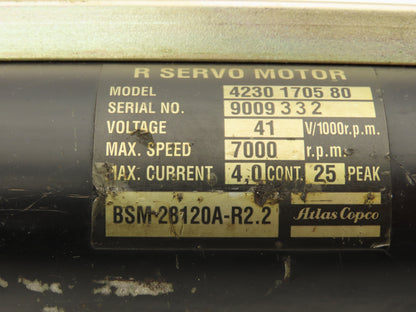 R SERVO MOTOR
MODEL 4230 1705 80
SERIAL NO. 9009 332
VOLTAGE 41 V/1000r.p.m.
MAX. SPEED 7000 r.p.m.
MAX. CURRENT 4,0 CONT. 25 PEAK
BSM 28120A-R2.2 Atlas Copco